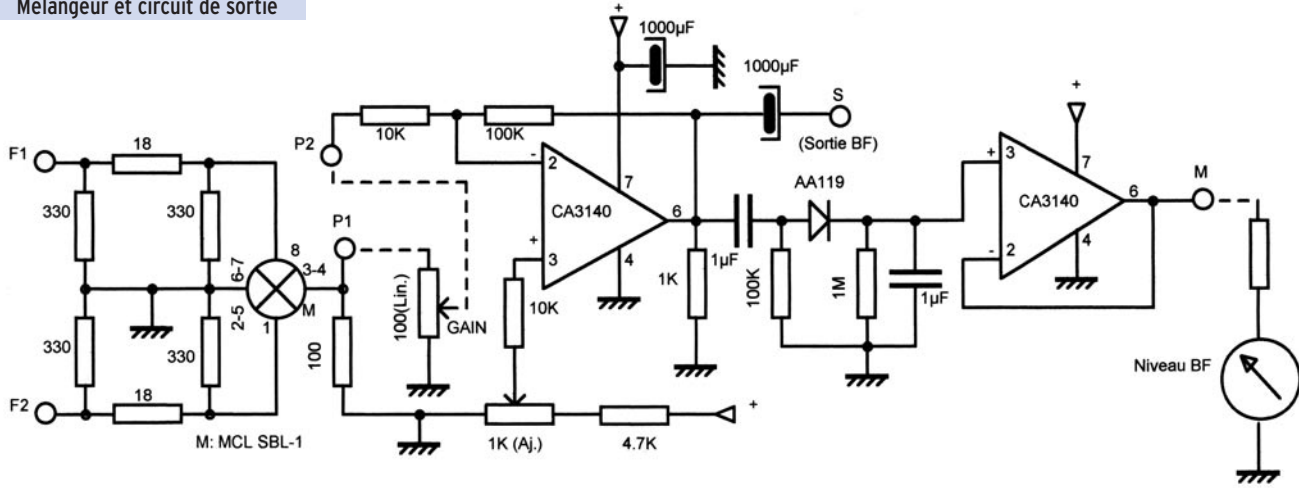 Mélangeur et circuit de sortie
+
1000µF
1000µF
S
(Sortie BF)
10K
100K
P2
F1
18
330
330
8
6-7
3-4
2-5
M
1
330
330
F2
18
M: MCL SBL-1
P1
100
100(Lin.)
GAIN
-
2
7
CA3140
6
+
3
4
10K
1K
1K (Aj.)
4.7K
+
1µF
100K
AA119
1M
1µF
+
+
3
7
CA3140
6
-
2
4
M
Niveau BF